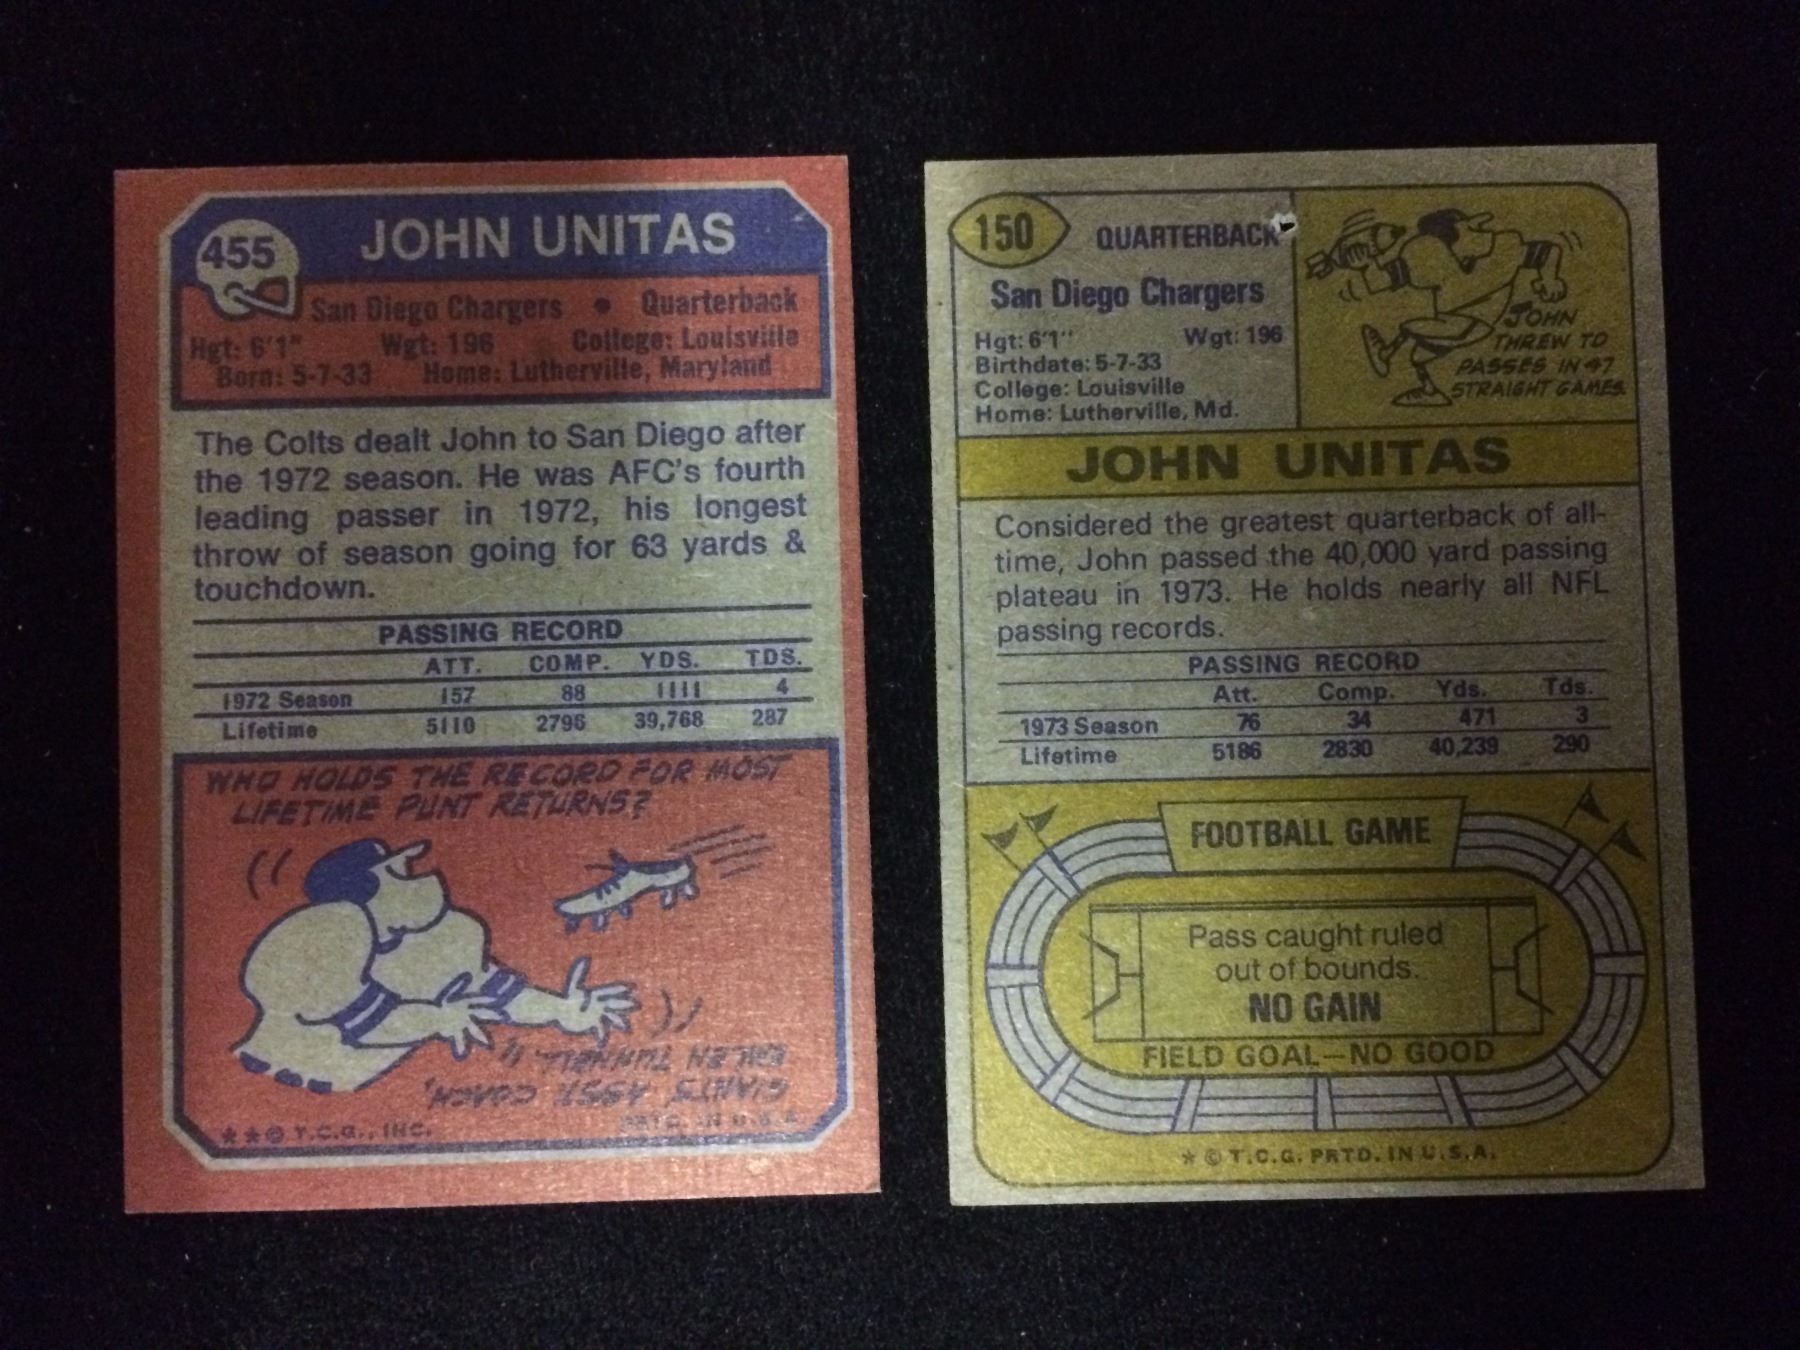 455
JOHN UNITAS
San Diego Chargers • Quarterback
Hgt: 6'1" Wgt: 196 College: Louisville
Born: 5-7-33 Home: Lutherville, Maryland
The Colts dealt John to San Diego after
the 1972 season. He was AFC's fourth
leading passer in 1972, his longest
throw of season going for 63 yards &
touchdown.
PASSING RECORD
ATT. COMP. YDS. TDS.
1972 Season 157 88 1111 4
Lifetime 5110 2796 39,768 287
WHO HOLDS THE RECORD FOR MOST
LIFETIME PUNT RETURNS?
GIANTS' ASST. COACH,
EMLEN TUNNELL!!
★★© T.C.G., INC. PRTD. IN U.S.A.
150
QUARTERBACK
San Diego Chargers
Hgt: 6'1" Wgt: 196
Birthdate: 5-7-33
College: Louisville
Home: Lutherville, Md.
JOHN
THREW TD
PASSES IN 47
STRAIGHT GAMES.
JOHN UNITAS
Considered the greatest quarterback of all-
time, John passed the 40,000 yard passing
plateau in 1973. He holds nearly all NFL
passing records.
PASSING RECORD
Att. Comp. Yds. Tds.
1973 Season 76 34 471 3
Lifetime 5186 2830 40,239 290
FOOTBALL GAME
Pass caught ruled
out of bounds.
NO GAIN
FIELD GOAL—NO GOOD
★ © T.C.G. PRTD. IN U.S.A.